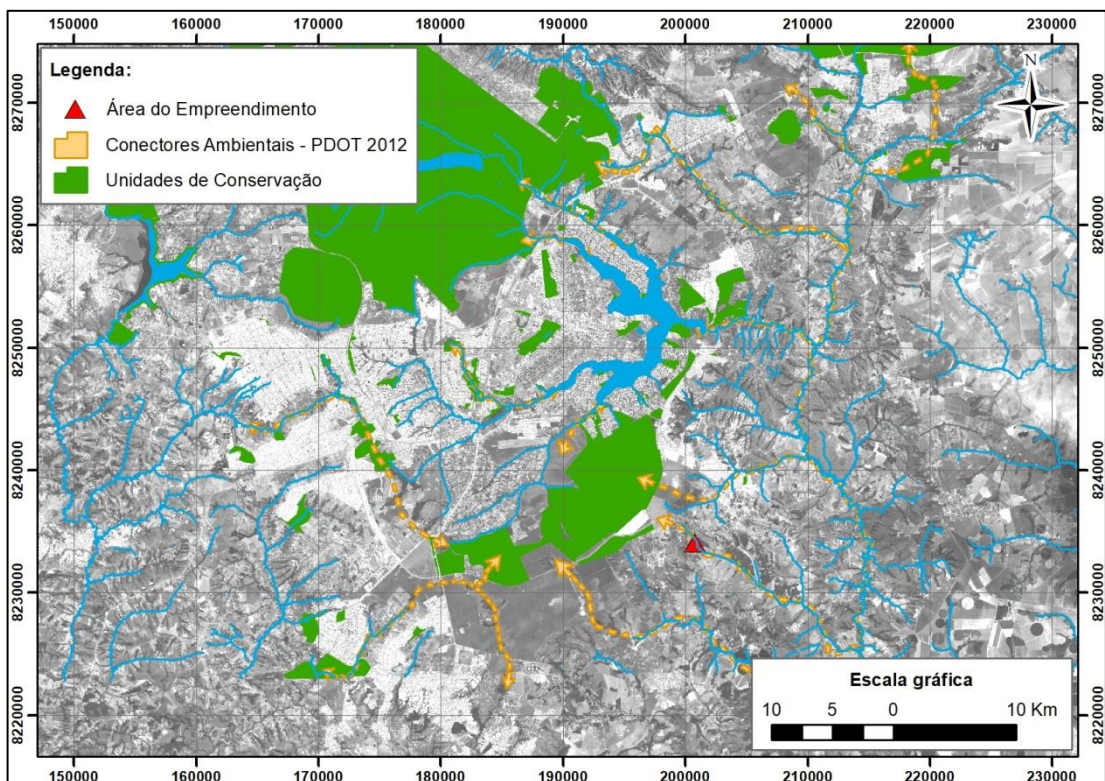 150000 160000 170000 180000 190000 200000 210000 220000 230000
Legenda:
Área do Empreendimento
Conectores Ambientais - PDOT 2012
Unidades de Conservação
N
8270000 8270000
8260000 8260000
8250000 8250000
8240000 8240000
8230000 8230000
8220000 8220000
Escala gráfica
10 5 0 10 Km
150000 160000 170000 180000 190000 200000 210000 220000 230000